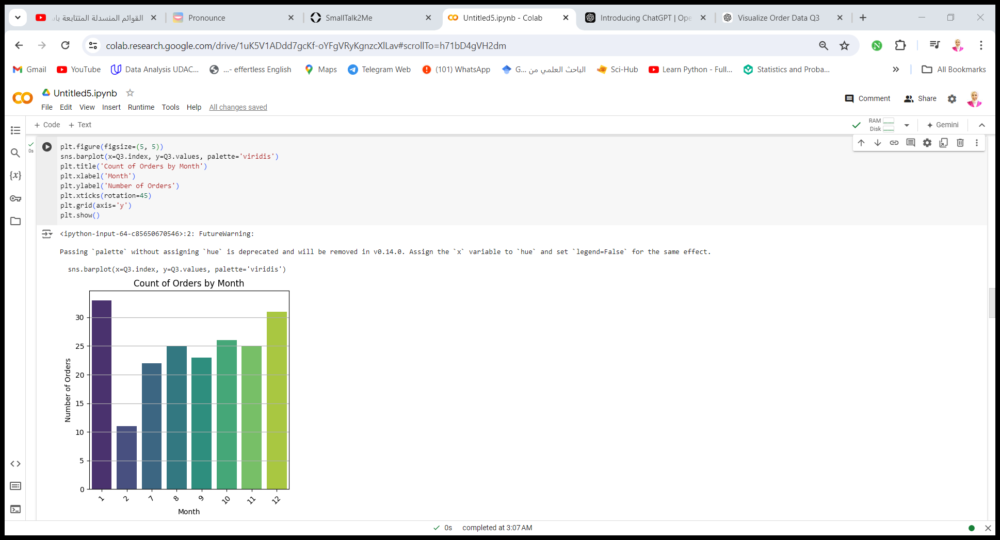 القوائم المنسدلة المتتابعة باس
Pronounce
SmallTalk2Me
Untitled5.ipynb - Colab
Introducing ChatGPT | Ope
Visualize Order Data Q3
colab.research.google.com/drive/1uK5V1ADdd7gcKf-oYFgVRyKgnzcXlLav#scrollTo=h71bD4gVH2dm
Gmail
YouTube
Data Analysis UDAC...
...- effertless English
Maps
Telegram Web
(101) WhatsApp
الباحث العلمي من G...
Sci-Hub
Learn Python - Full...
Statistics and Proba...
All Bookmarks
Untitled5.ipynb
Comment
Share
File Edit View Insert Runtime Tools Help All changes saved
+ Code + Text
RAM
Disk
Gemini
0s
plt.figure(figsize=(5, 5))
sns.barplot(x=Q3.index, y=Q3.values, palette='viridis')
plt.title('Count of Orders by Month')
plt.xlabel('Month')
plt.ylabel('Number of Orders')
plt.xticks(rotation=45)
plt.grid(axis='y')
plt.show()
<ipython-input-64-c85650670546>:2: FutureWarning:
Passing `palette` without assigning `hue` is deprecated and will be removed in v0.14.0. Assign the `x` variable to `hue` and set `legend=False` for the same effect.
sns.barplot(x=Q3.index, y=Q3.values, palette='viridis')
Count of Orders by Month
Number of Orders
30
25
20
15
10
5
0
1 2 7 8 9 10 11 12
Month
0s completed at 3:07 AM